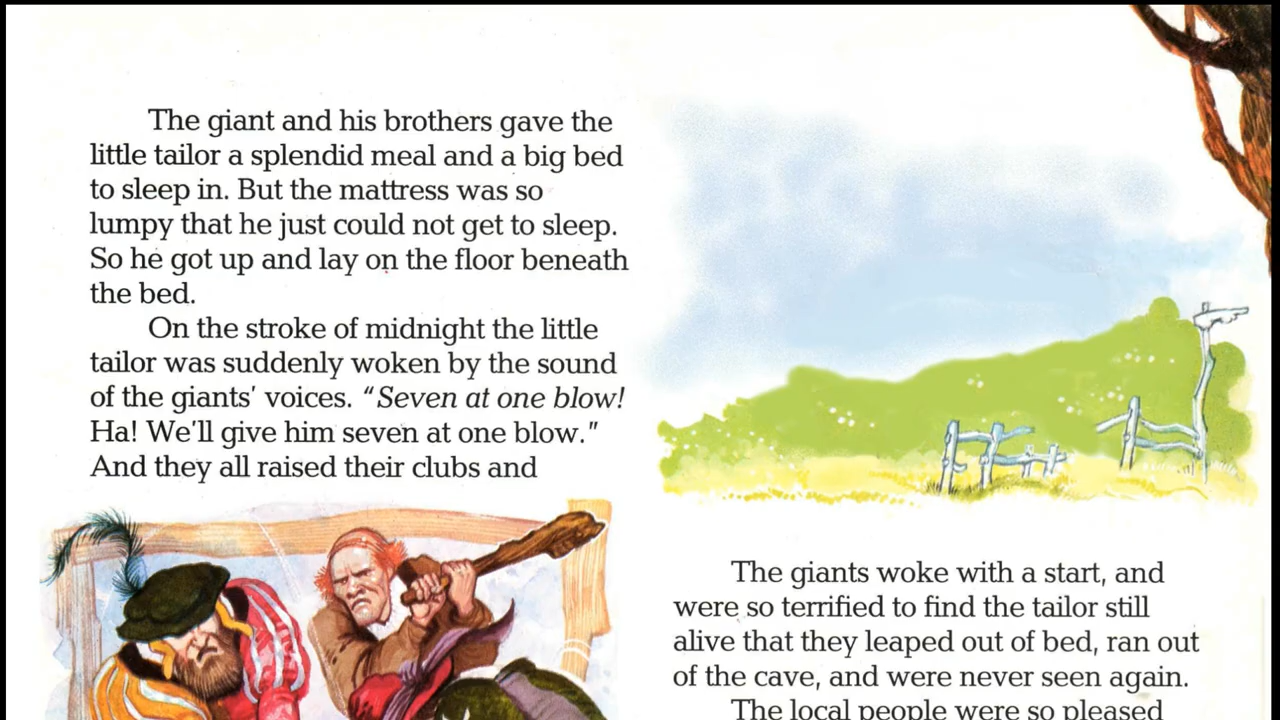 The giant and his brothers gave the
little tailor a splendid meal and a big bed
to sleep in. But the mattress was so
lumpy that he just could not get to sleep.
So he got up and lay on the floor beneath
the bed.
On the stroke of midnight the little
tailor was suddenly woken by the sound
of the giants' voices. "Seven at one blow!
Ha! We'll give him seven at one blow."
And they all raised their clubs and
The giants woke with a start, and
were so terrified to find the tailor still
alive that they leaped out of bed, ran out
of the cave, and were never seen again.
The local people were so pleased